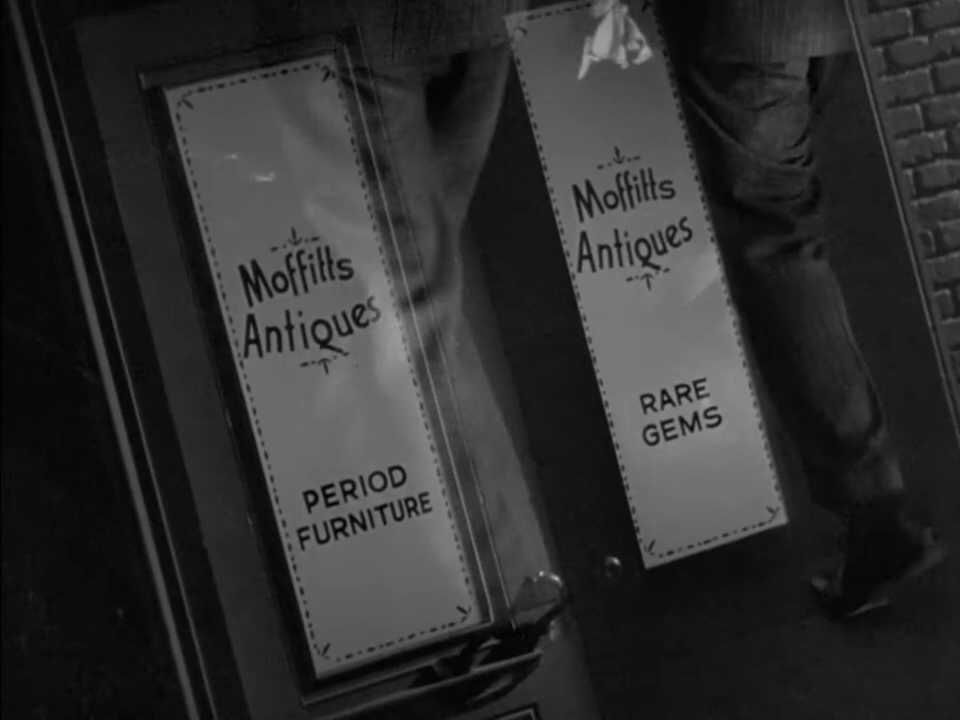 Moffitts
Antiques
PERIOD
FURNITURE
Moffitts
Antiques
RARE
GEMS